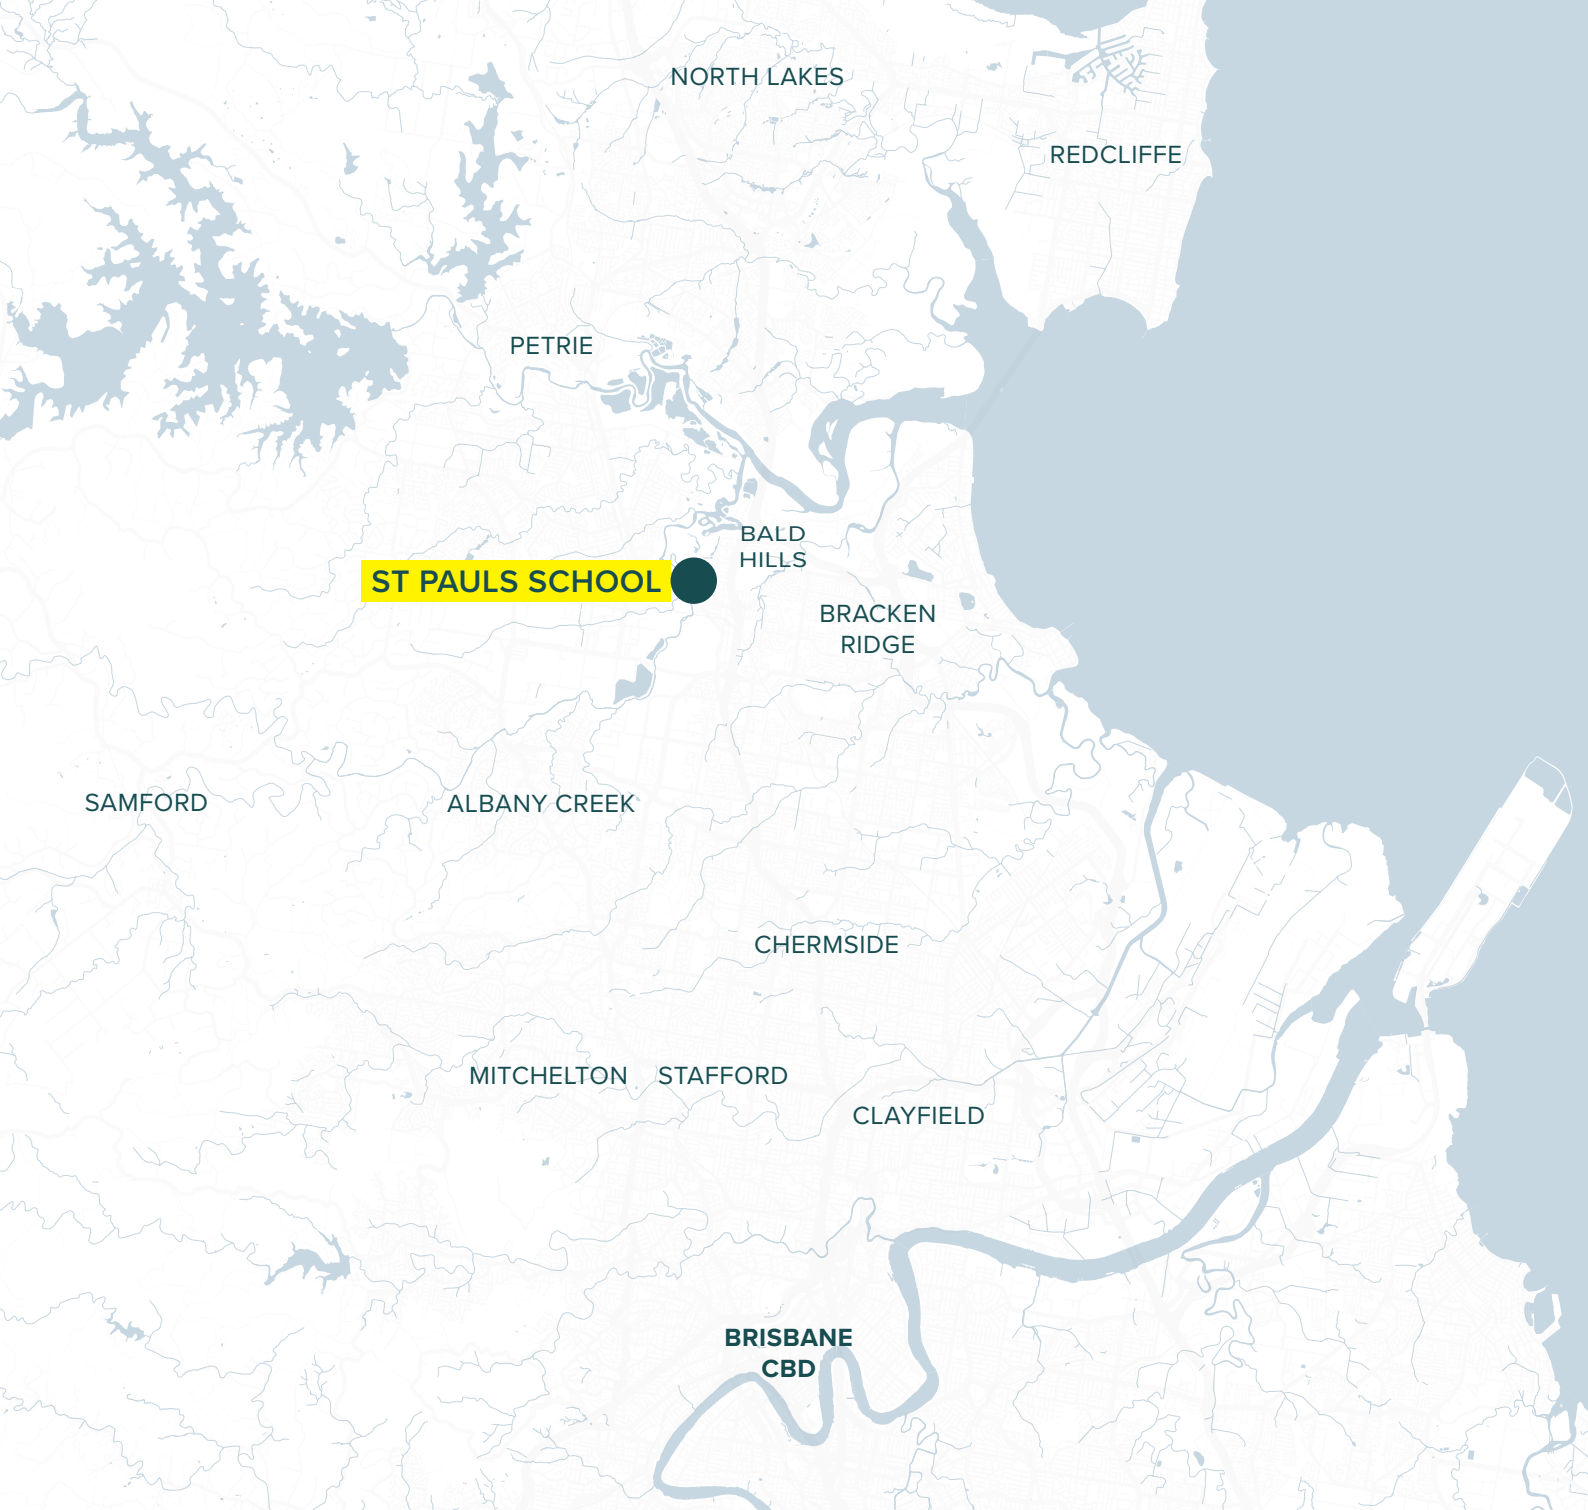 NORTH LAKES
REDCLIFFE
PETRIE
BALD
HILLS
ST PAULS SCHOOL
BRACKEN
RIDGE
SAMFORD
ALBANY CREEK
CHERMSIDE
MITCHELTON
STAFFORD
CLAYFIELD
BRISBANE
CBD